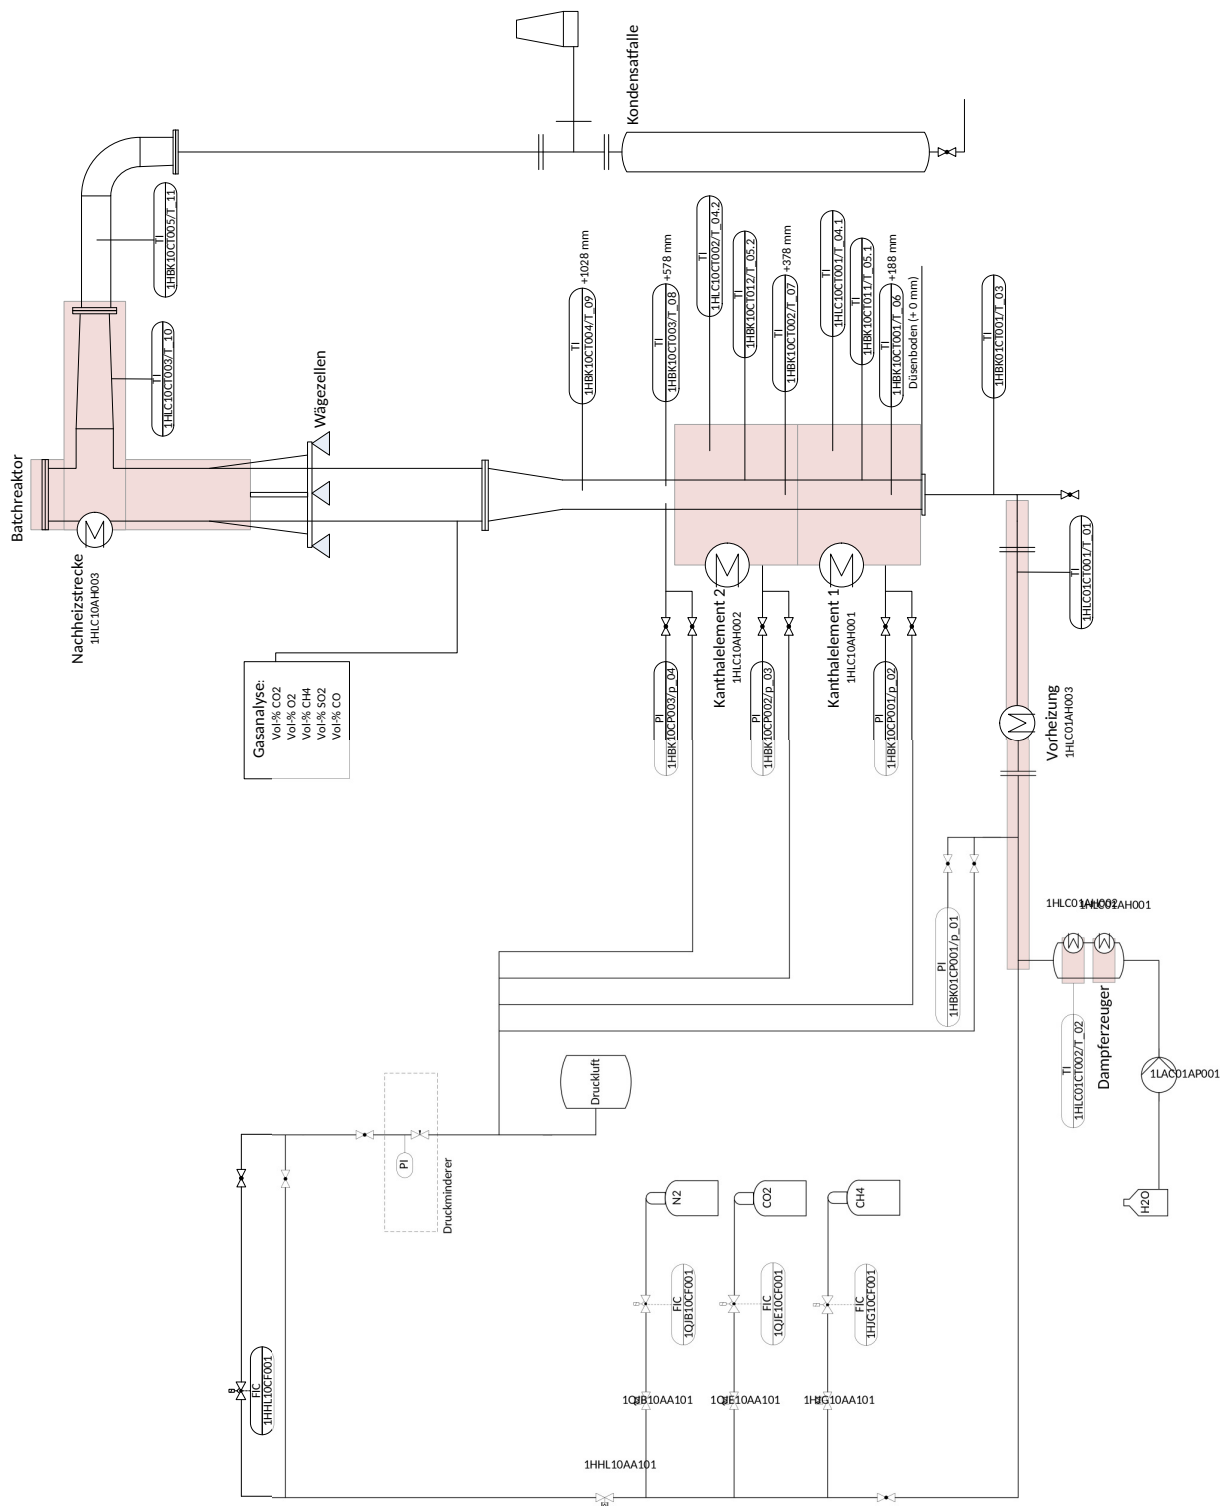 Kondensatfalle
TI
1HBK10CT005/T_11
TI
1HLC10CT003/T_10
Batchreaktor
Wägezellen
Nachheizstrecke
1HLC10AH003
Gasanalyse:
Vol-% CO2
Vol-% O2
Vol-% CH4
Vol-% SO2
Vol-% CO
TI
1HBK10CT004/T_09
+1028 mm
TI
1HBK10CT003/T_08
+578 mm
TI
1HLC10CT002/T_04.2
TI
1HBK10CT012/T_05.2
TI
1HBK10CT002/T_07
+378 mm
TI
1HLC10CT001/T_04.1
TI
1HBK10CT011/T_05.1
TI
1HBK10CT001/T_06
+188 mm
Düsenboden (+ 0 mm)
TI
1HBK01CT001/T_03
Kanthalelement 2
1HLC10AH002
Kanthalelement 1
1HLC10AH001
PI
1HBK10CP003/p_04
PI
1HBK10CP002/p_03
PI
1HBK10CP001/p_02
TI
1HLC01CT001/T_01
Vorheizung
1HLC01AH003
PI
1HBK01CP001/p_01
1HLC01AH002
1HLC01AH001
TI
1HLC01CT002/T_02
Dampferzeuger
1LAC01AP001
H2O
Druckluft
PI
Druckminderer
N2
CO2
CH4
FIC
1QJB10CF001
FIC
1QJE10CF001
FIC
1HJG10CF001
FIC
1HHL10CF001
1QJB10AA101
1QJE10AA101
1HJG10AA101
1HHL10AA101